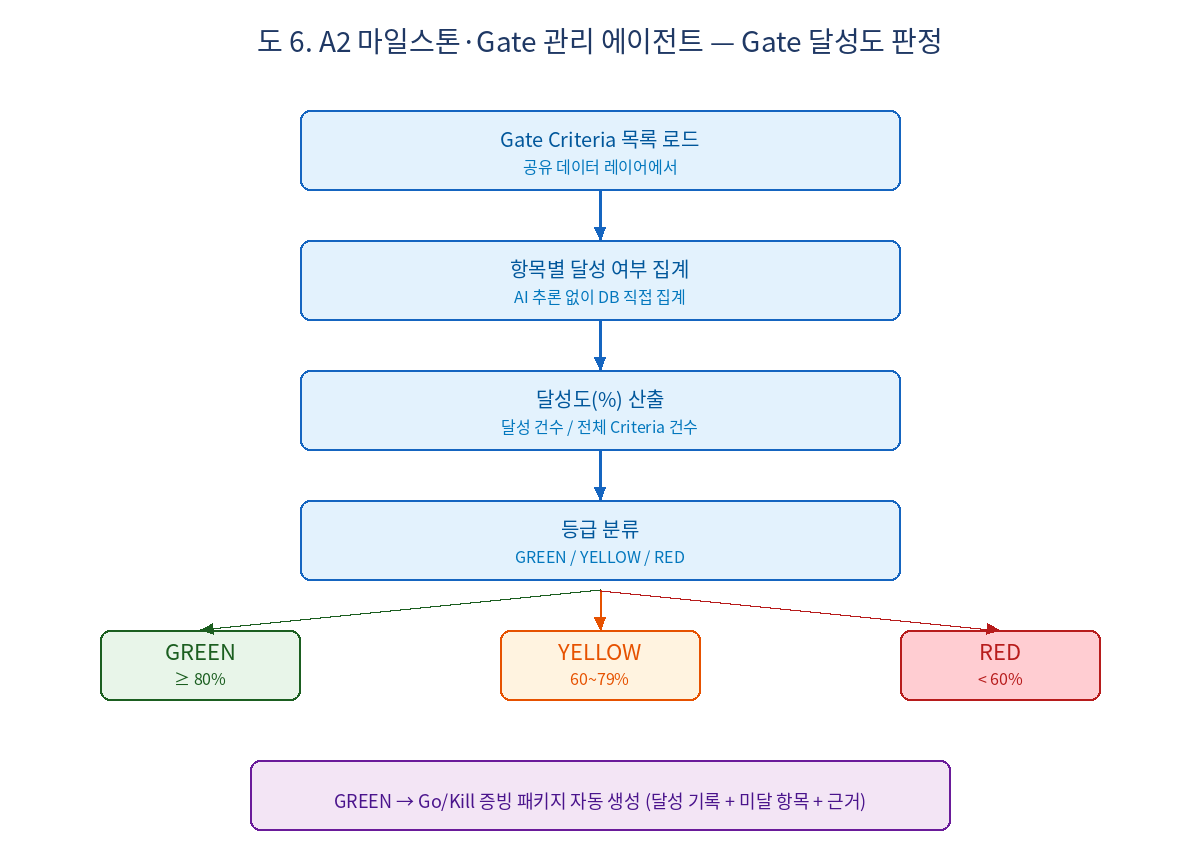 도 6. A2 마일스톤·Gate 관리 에이전트 — Gate 달성도 판정
Gate Criteria 목록 로드
공유 데이터 레이어에서
항목별 달성 여부 집계
AI 추론 없이 DB 직접 집계
달성도(%) 산출
달성 건수 / 전체 Criteria 건수
등급 분류
GREEN / YELLOW / RED
GREEN
≥ 80%
YELLOW
60~79%
RED
< 60%
GREEN → Go/Kill 증빙 패키지 자동 생성 (달성 기록 + 미달 항목 + 근거)